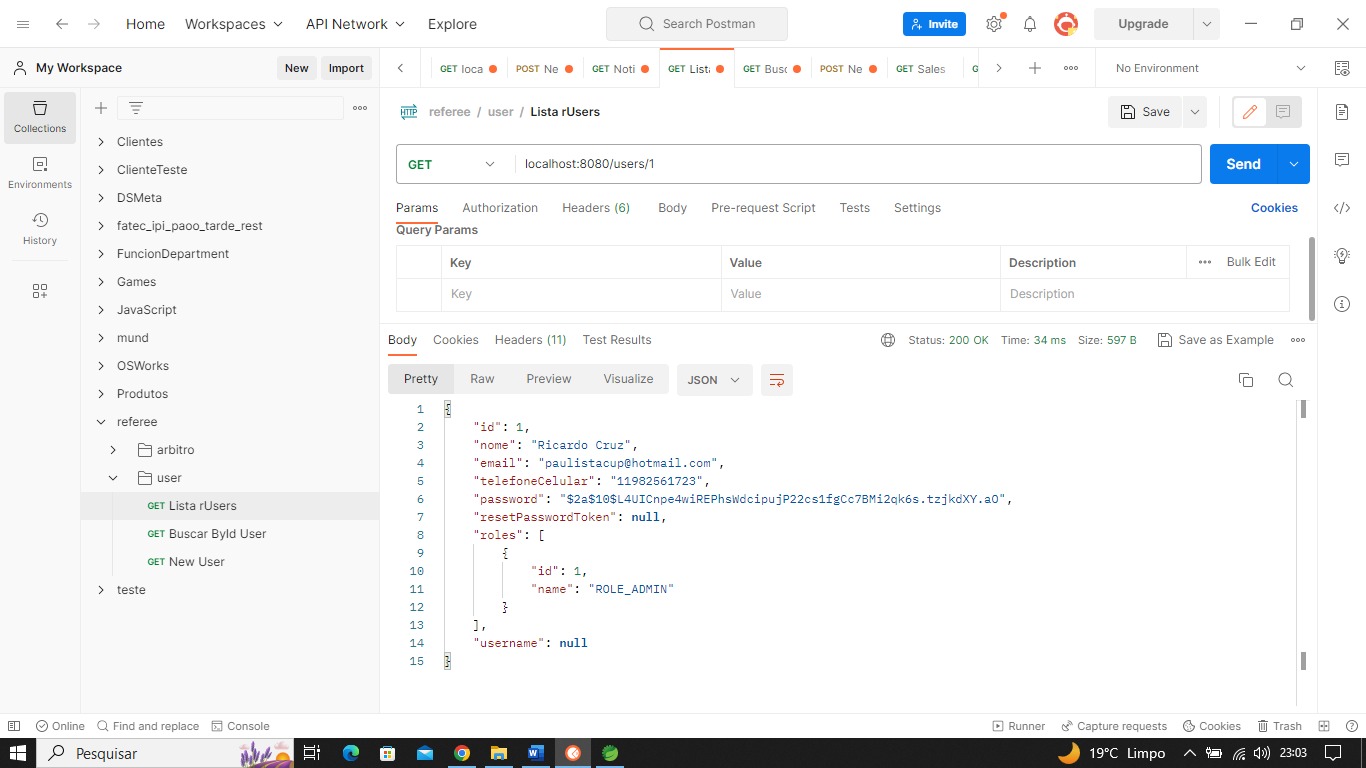 Home Workspaces API Network Explore Search Postman Invite Upgrade
My Workspace New Import GET loca POST Ne GET Noti GET Lista GET Busc POST Ne GET Sales G No Environment
Collections
Environments
History
Clientes
ClienteTeste
DSMeta
fatec_ipi_paoo_tarde_rest
FuncionDepartment
Games
JavaScript
mund
OSWorks
Produtos
referee
arbitro
user
GET Lista rUsers
GET Buscar ById User
GET New User
teste
HTTP referee / user / Lista rUsers Save
GET localhost:8080/users/1 Send
Params Authorization Headers (6) Body Pre-request Script Tests Settings Cookies
Query Params
Key Value Description Bulk Edit
Key Value Description
Body Cookies Headers (11) Test Results Status: 200 OK Time: 34 ms Size: 597 B Save as Example
Pretty Raw Preview Visualize JSON
1 {
2 "id": 1,
3 "nome": "Ricardo Cruz",
4 "email": "paulistacup@hotmail.com",
5 "telefoneCelular": "11982561723",
6 "password": "$2a$10$L4UICnpe4wiREPhsWdcipujP22cs1fgCc7BMi2qk6s.tzjkdXY.aO",
7 "resetPasswordToken": null,
8 "roles": [
9 {
10 "id": 1,
11 "name": "ROLE_ADMIN"
12 }
13 ],
14 "username": null
15 }
Online Find and replace Console Runner Capture requests Cookies Trash
Pesquisar 19°C Limpo 23:03